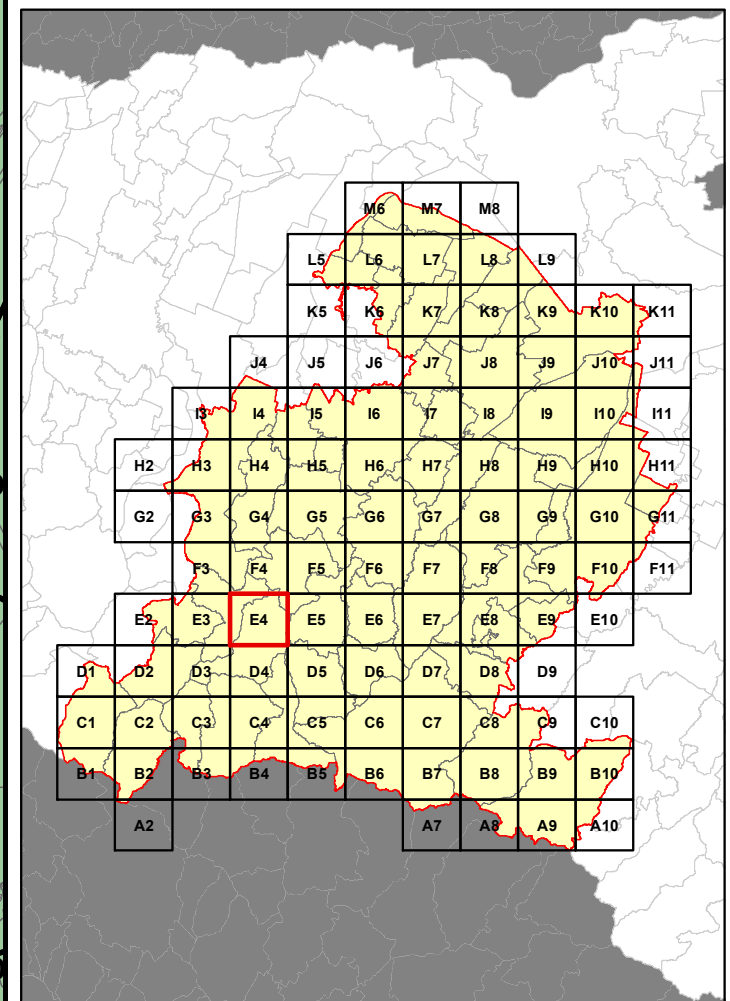 M6 M7 M8
L5 L6 L7 L8 L9
K5 K6 K7 K8 K9 K10 K11
J4 J5 J6 J7 J8 J9 J10 J11
I3 I4 I5 I6 I7 I8 I9 I10 I11
H2 H3 H4 H5 H6 H7 H8 H9 H10 H11
G2 G3 G4 G5 G6 G7 G8 G9 G10 G11
F3 F4 F5 F6 F7 F8 F9 F10 F11
E2 E3 E4 E5 E6 E7 E8 E9 E10
D1 D2 D3 D4 D5 D6 D7 D8 D9
C1 C2 C3 C4 C5 C6 C7 C8 C9 C10
B1 B2 B3 B4 B5 B6 B7 B8 B9 B10
A2 A7 A8 A9 A10